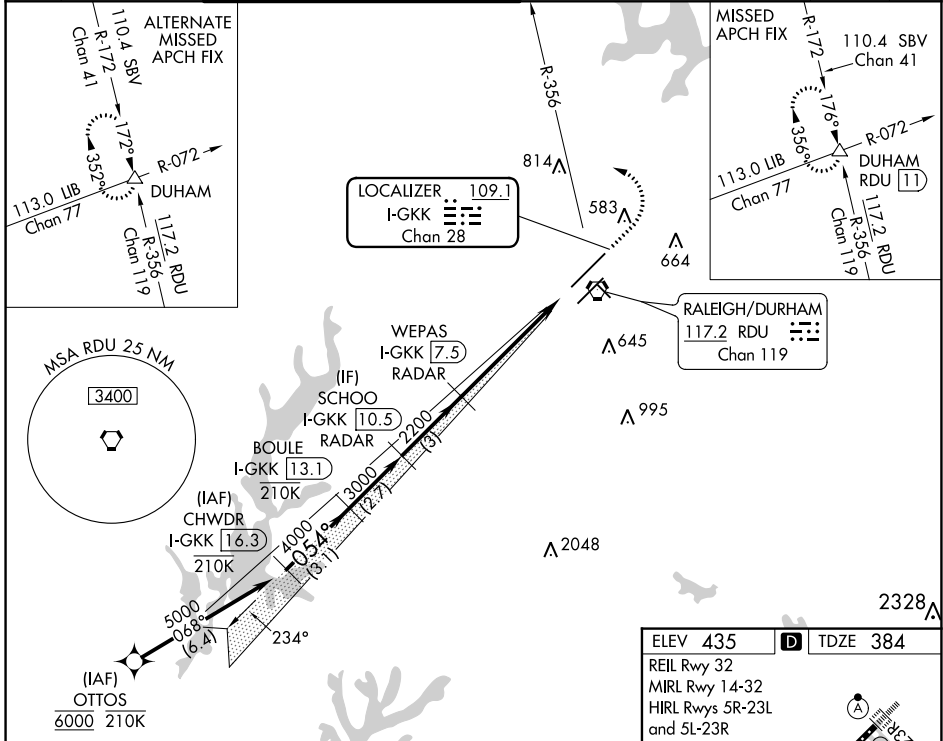 ALTERNATE
MISSED
APCH FIX
110.4 SBV
R-172
Chan 41
172°
352°
R-072
DUHAM
113.0 LIB
Chan 77
117.2 RDU
R-356
Chan 119
MISSED
APCH FIX
R-172
110.4 SBV
Chan 41
176°
356°
R-072
DUHAM
RDU 11
113.0 LIB
Chan 77
117.2 RDU
R-356
Chan 119
R-356
814
LOCALIZER 109.1
I-GKK
Chan 28
583
664
RALEIGH/DURHAM
117.2 RDU
Chan 119
645
995
2048
2328
MSA RDU 25 NM
3400
WEPAS
I-GKK 7.5
RADAR
(IF)
SCHOO
I-GKK 10.5
RADAR
BOULE
I-GKK 13.1
210K
(IAF)
CHWDR
I-GKK 16.3
210K
2200
(3)
3000
(2.7)
4000
054°
(3.1)
5000
068°
(6.4)
234°
(IAF)
OTTOS
6000 210K
ELEV 435 D TDZE 384
REIL Rwy 32
MIRL Rwy 14-32
HIRL Rwys 5R-23L
and 5L-23R
A
23R